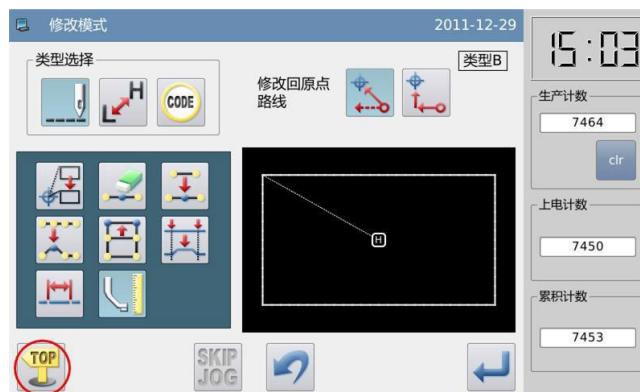 修改模式
2011-12-29
15:03
类型选择
H
CODE
修改回原点
路线
类型B
生产计数
7464
clr
上电计数
7450
累积计数
7453
H
TOP
SKIP
JOG